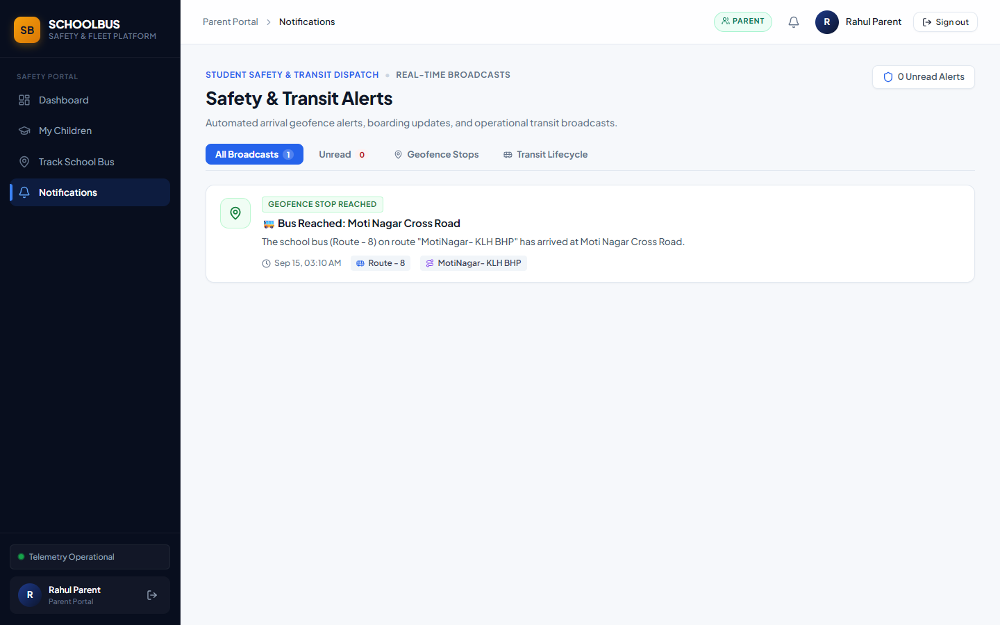 SB
SCHOOLBUS
SAFETY & FLEET PLATFORM
SAFETY PORTAL
Dashboard
My Children
Track School Bus
Notifications
Telemetry Operational
R
Rahul Parent
Parent Portal
Parent Portal > Notifications
PARENT
R
Rahul Parent
Sign out
STUDENT SAFETY & TRANSIT DISPATCH • REAL-TIME BROADCASTS
Safety & Transit Alerts
Automated arrival geofence alerts, boarding updates, and operational transit broadcasts.
0 Unread Alerts
All Broadcasts 1
Unread 0
Geofence Stops
Transit Lifecycle
GEOFENCE STOP REACHED
Bus Reached: Moti Nagar Cross Road
The school bus (Route - 8) on route "MotiNagar- KLH BHP" has arrived at Moti Nagar Cross Road.
Sep 15, 03:10 AM
Route - 8
MotiNagar- KLH BHP